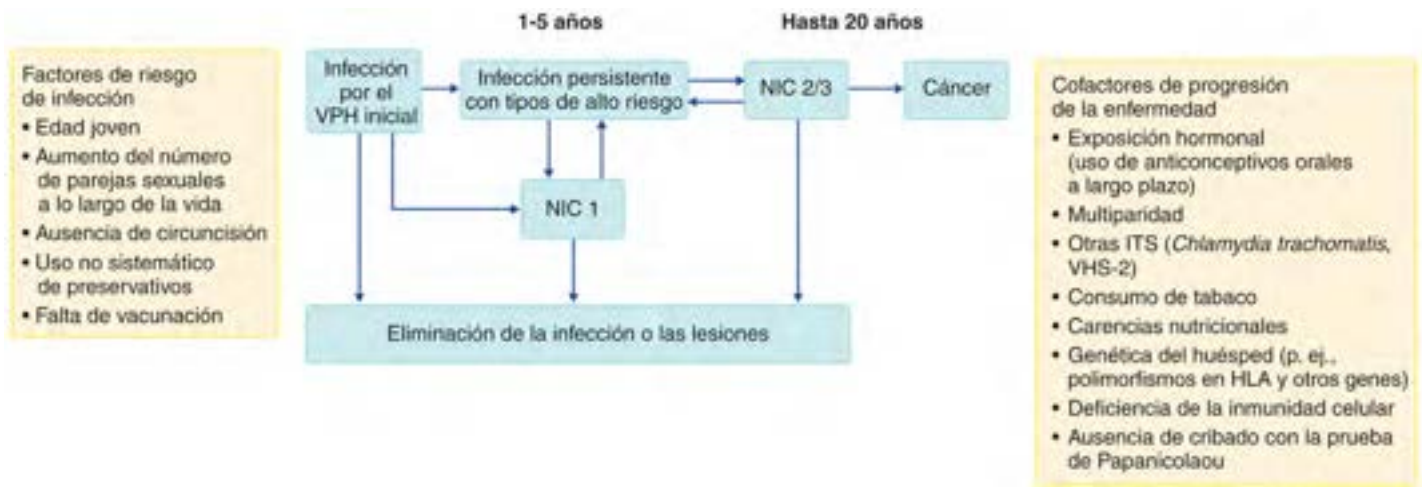 1-5 años
Hasta 20 años
Factores de riesgo
de infección
• Edad joven
• Aumento del número
de parejas sexuales
a lo largo de la vida
• Ausencia de circuncisión
• Uso no sistemático
de preservativos
• Falta de vacunación
Infección
por el
VPH inicial
Infección persistente
con tipos de alto riesgo
NIC 2/3
Cáncer
NIC 1
Eliminación de la infección o las lesiones
Cofactores de progresión
de la enfermedad
• Exposición hormonal
(uso de anticonceptivos orales
a largo plazo)
• Multiparidad
• Otras ITS (Chlamydia trachomatis,
VHS-2)
• Consumo de tabaco
• Carencias nutricionales
• Genética del huésped (p. ej.,
polimorfismos en HLA y otros genes)
• Deficiencia de la inmunidad celular
• Ausencia de cribado con la prueba
de Papanicolaou